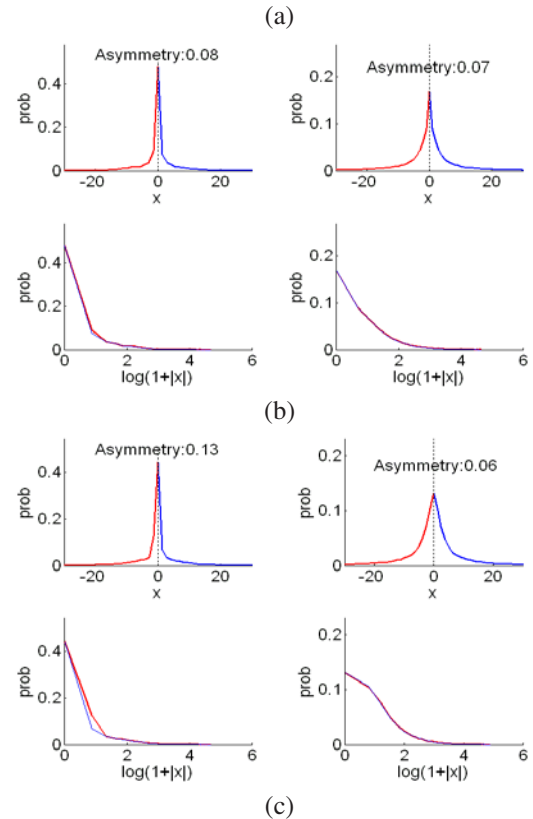 (a)
Asymmetry:0.08
prob
0.4
0.2
0
-20 0 20
x
Asymmetry:0.07
prob
0.2
0.1
0
-20 0 20
x
prob
0.4
0.2
0
0 2 4 6
log(1+|x|)
prob
0.2
0.1
0
0 2 4 6
log(1+|x|)
(b)
Asymmetry:0.13
prob
0.4
0.2
0
-20 0 20
x
Asymmetry:0.06
prob
0.2
0.1
0
-20 0 20
x
prob
0.4
0.2
0
0 2 4 6
log(1+|x|)
prob
0.2
0.1
0
0 2 4 6
log(1+|x|)
(c)